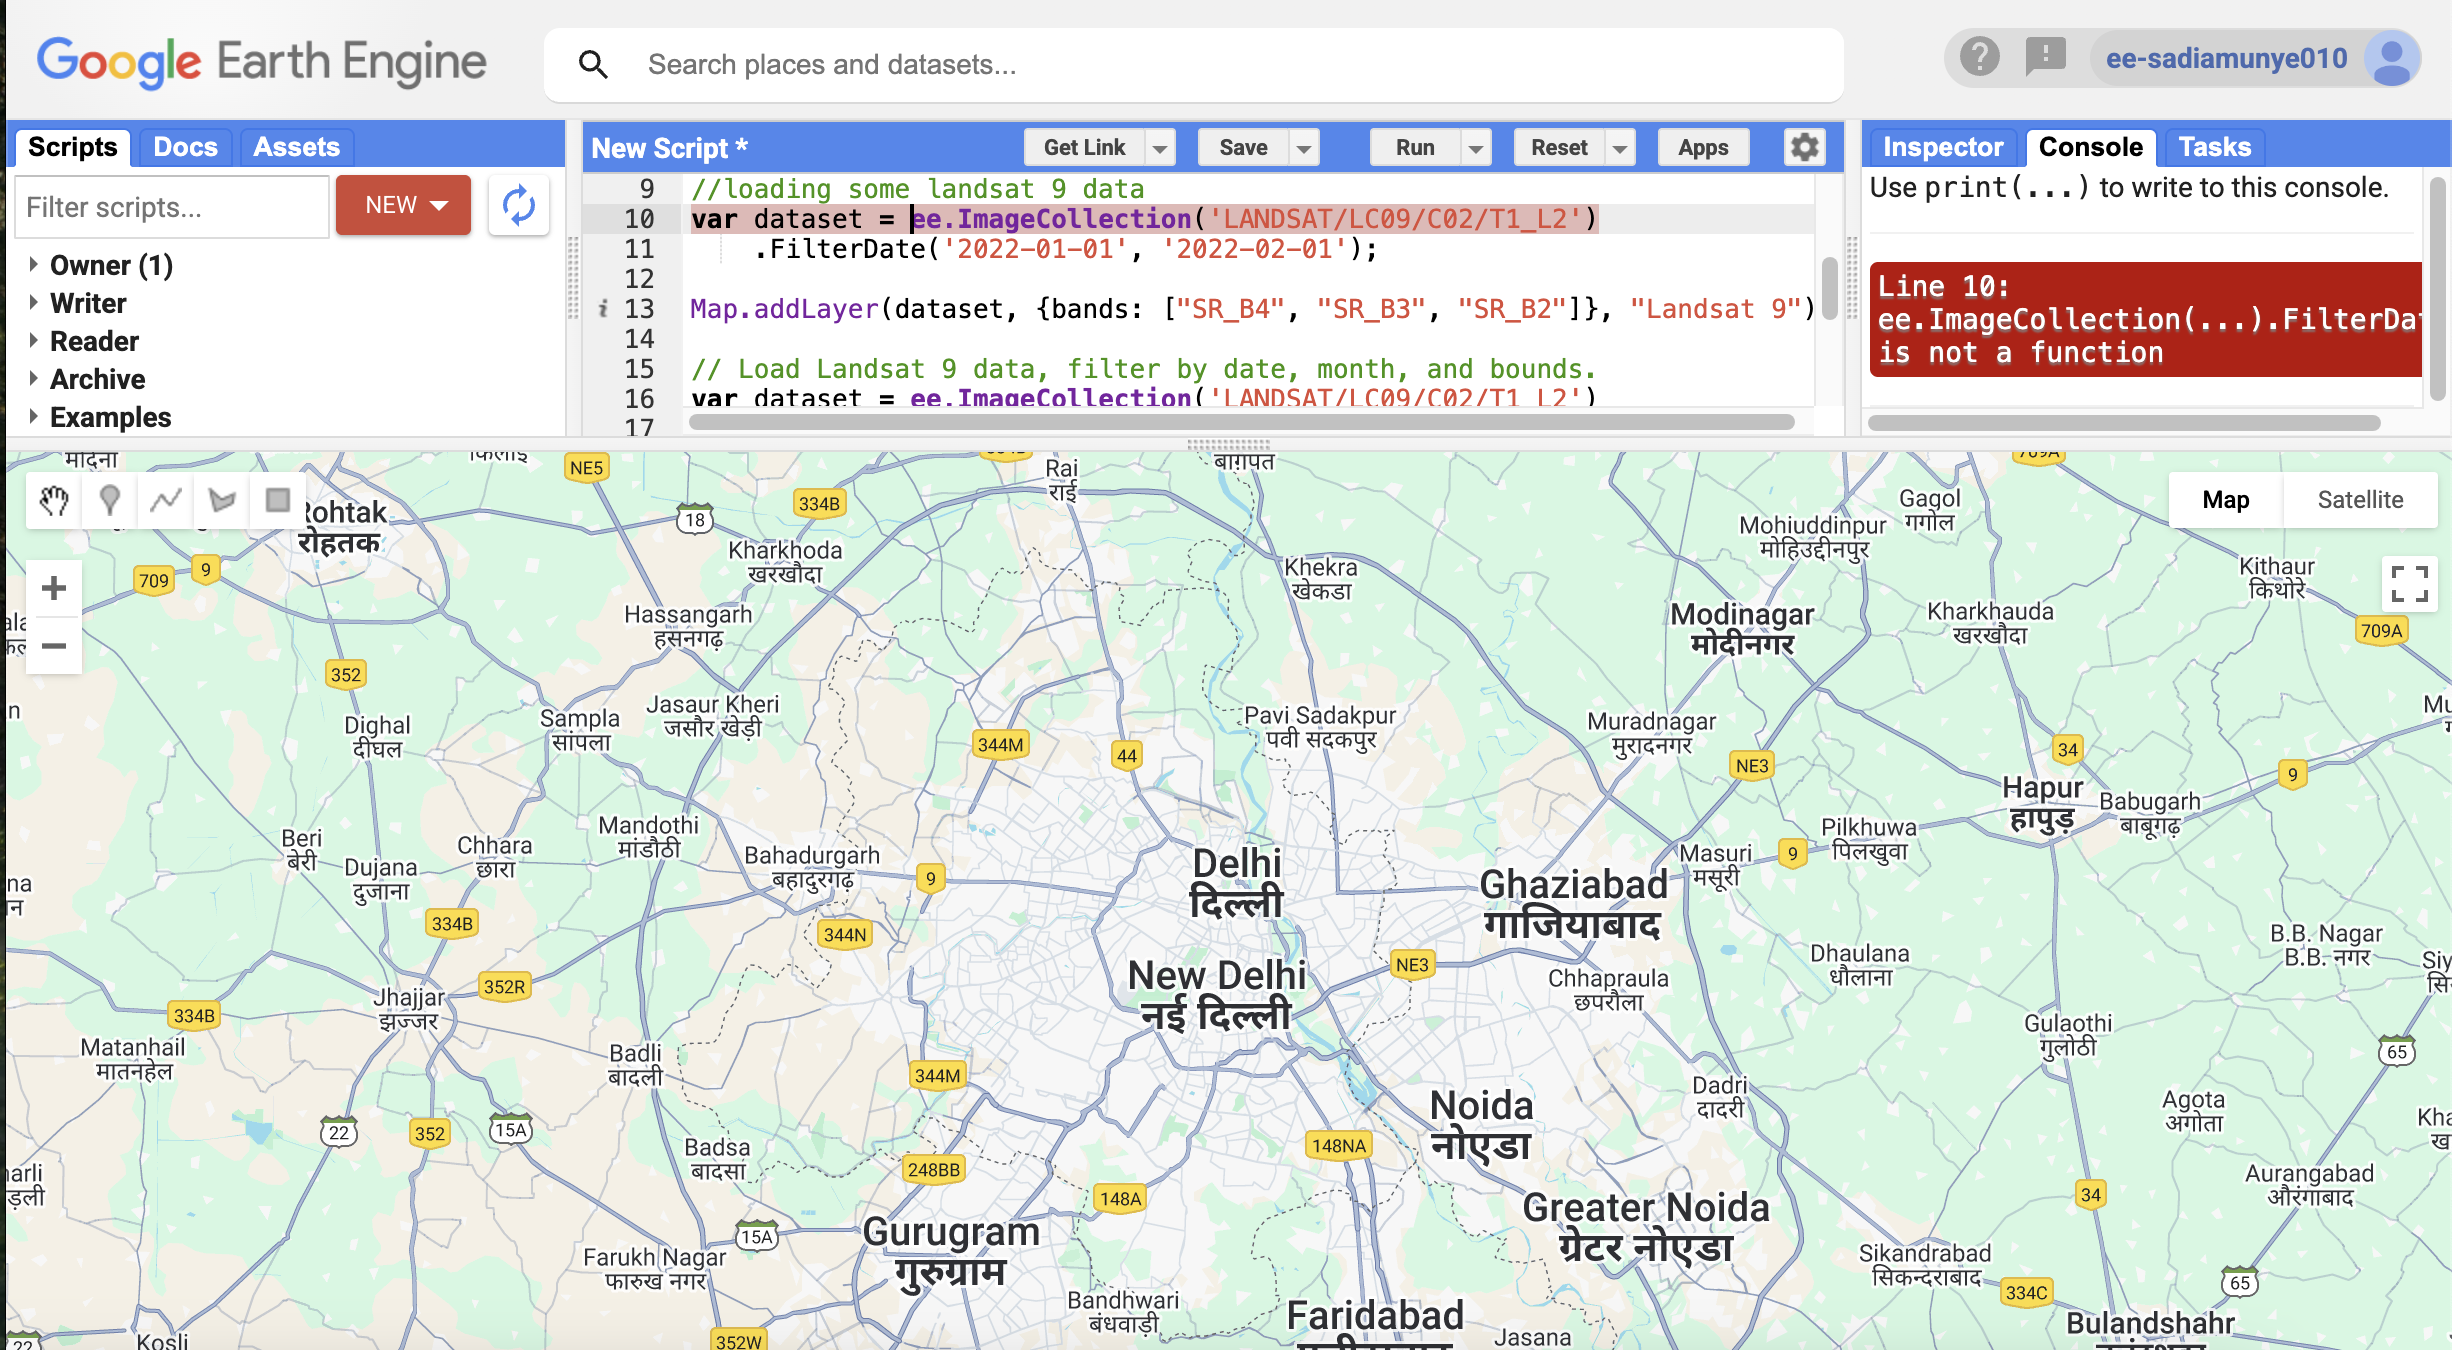 Google Earth Engine
Search places and datasets...
ee-sadiamunye010
Scripts
Docs
Assets
Filter scripts...
NEW
Owner (1)
Writer
Reader
Archive
Examples
New Script *
Get Link
Save
Run
Reset
Apps
9 //loading some landsat 9 data
10 var dataset = ee.ImageCollection('LANDSAT/LC09/C02/T1_L2')
11 .FilterDate('2022-01-01', '2022-02-01');
12
i 13 Map.addLayer(dataset, {bands: ["SR_B4", "SR_B3", "SR_B2"]}, "Landsat 9")
14
15 // Load Landsat 9 data, filter by date, month, and bounds.
16 var dataset = ee.ImageCollection('LANDSAT/LC09/C02/T1_L2')
17
Inspector
Console
Tasks
Use print(...) to write to this console.
Line 10:
ee.ImageCollection(...).FilterDa
is not a function
Map
Satellite
NE5
Rai
राई
बाग़पत
709A
Rohtak
रोहतक
18
334B
Gagol
गगोल
Mohiuddinpur
मोहिउद्दीनपुर
Kharkhoda
खरखौदा
Khekra
खेकडा
Kithaur
किथोरे
709
9
Hassangarh
हसनगढ़
Modinagar
मोदीनगर
Kharkhauda
खरखौदा
709A
352
Jasaur Kheri
जसौर खेड़ी
Dighal
दीघल
Sampla
सांपला
Pavi Sadakpur
पवी सदकपुर
Muradnagar
मुरादनगर
344M
44
NE3
34
9
Hapur
हापुड़
Babugarh
बाबूगढ़
Beri
बेरी
Dujana
दुजाना
Chhara
छारा
Mandothi
मांडौठी
Bahadurgarh
बहादुरगढ़
9
Delhi
दिल्ली
Ghaziabad
गाजियाबाद
Masuri
मसूरी
9
Pilkhuwa
पिलखुवा
334B
344N
New Delhi
नई दिल्ली
NE3
Chhapraula
छपरौला
Dhaulana
धौलाना
B.B. Nagar
B.B. नगर
Jhajjar
झज्जर
352R
334B
Matanhail
मातनहेल
Badli
बादली
344M
Gulaothi
गुलोठी
65
Noida
नोएडा
Dadri
दादरी
Agota
अगोता
22
352
15A
Badsa
बादसा
248BB
148A
148NA
Aurangabad
औरंगाबाद
34
Gurugram
गुरुग्राम
Greater Noida
ग्रेटर नोएडा
15A
Farukh Nagar
फारुख नगर
Sikandrabad
सिकन्दराबाद
334C
65
Bandhwari
बंधवाड़ी
Faridabad
Jasana
Bulandshahr
Kosli
352W
22